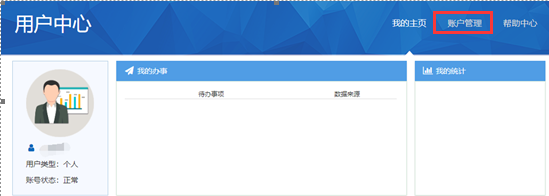 用户中心
我的主页 账户管理 帮助中心
我的办事
待办事项 数据来源
我的统计
用户类型：个人
账号状态：正常